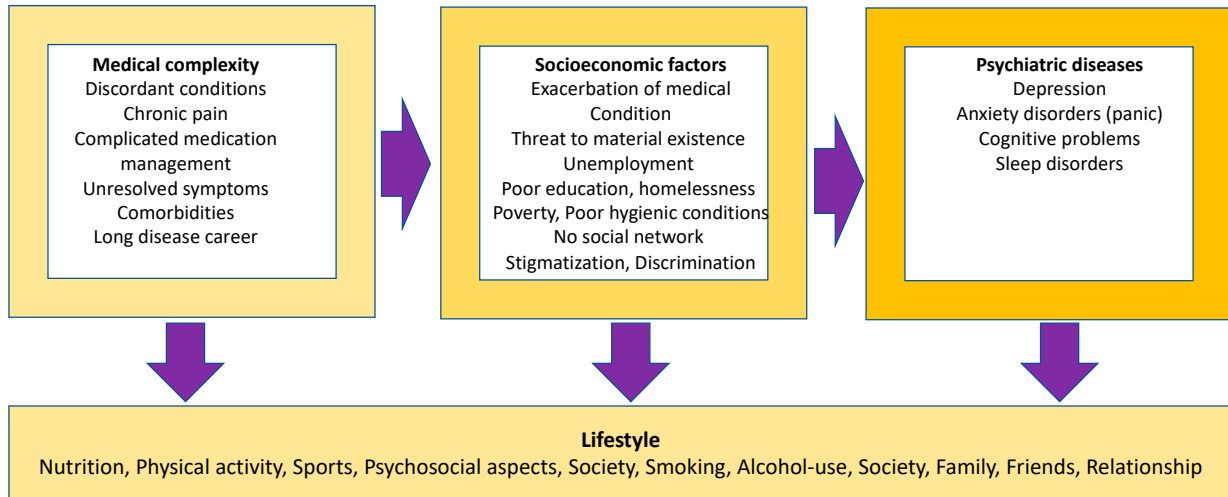 Medical complexity
Discordant conditions
Chronic pain
Complicated medication
management
Unresolved symptoms
Comorbidities
Long disease career
Socioeconomic factors
Exacerbation of medical
Condition
Threat to material existence
Unemployment
Poor education, homelessness
Poverty, Poor hygienic conditions
No social network
Stigmatization, Discrimination
Psychiatric diseases
Depression
Anxiety disorders (panic)
Cognitive problems
Sleep disorders
Lifestyle
Nutrition, Physical activity, Sports, Psychosocial aspects, Society, Smoking, Alcohol-use, Society, Family, Friends, Relationship